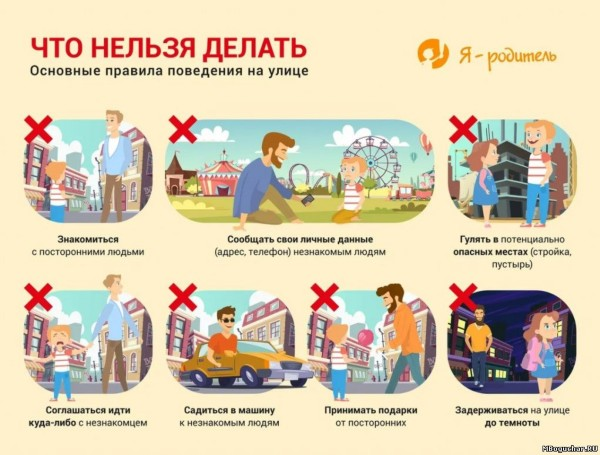 ЧТО НЕЛЬЗЯ ДЕЛАТЬ
Основные правила поведения на улице
Я - родитель
Знакомиться
с посторонними людьми
Сообщать свои личные данные
(адрес, телефон) незнакомым людям
Гулять в потенциально
опасных местах (стройка,
пустырь)
Соглашаться идти
куда-либо с незнакомцем
Садиться в машину
к незнакомым людям
Принимать подарки
от посторонних
Задерживаться на улице
до темноты
MBoguchar.RU